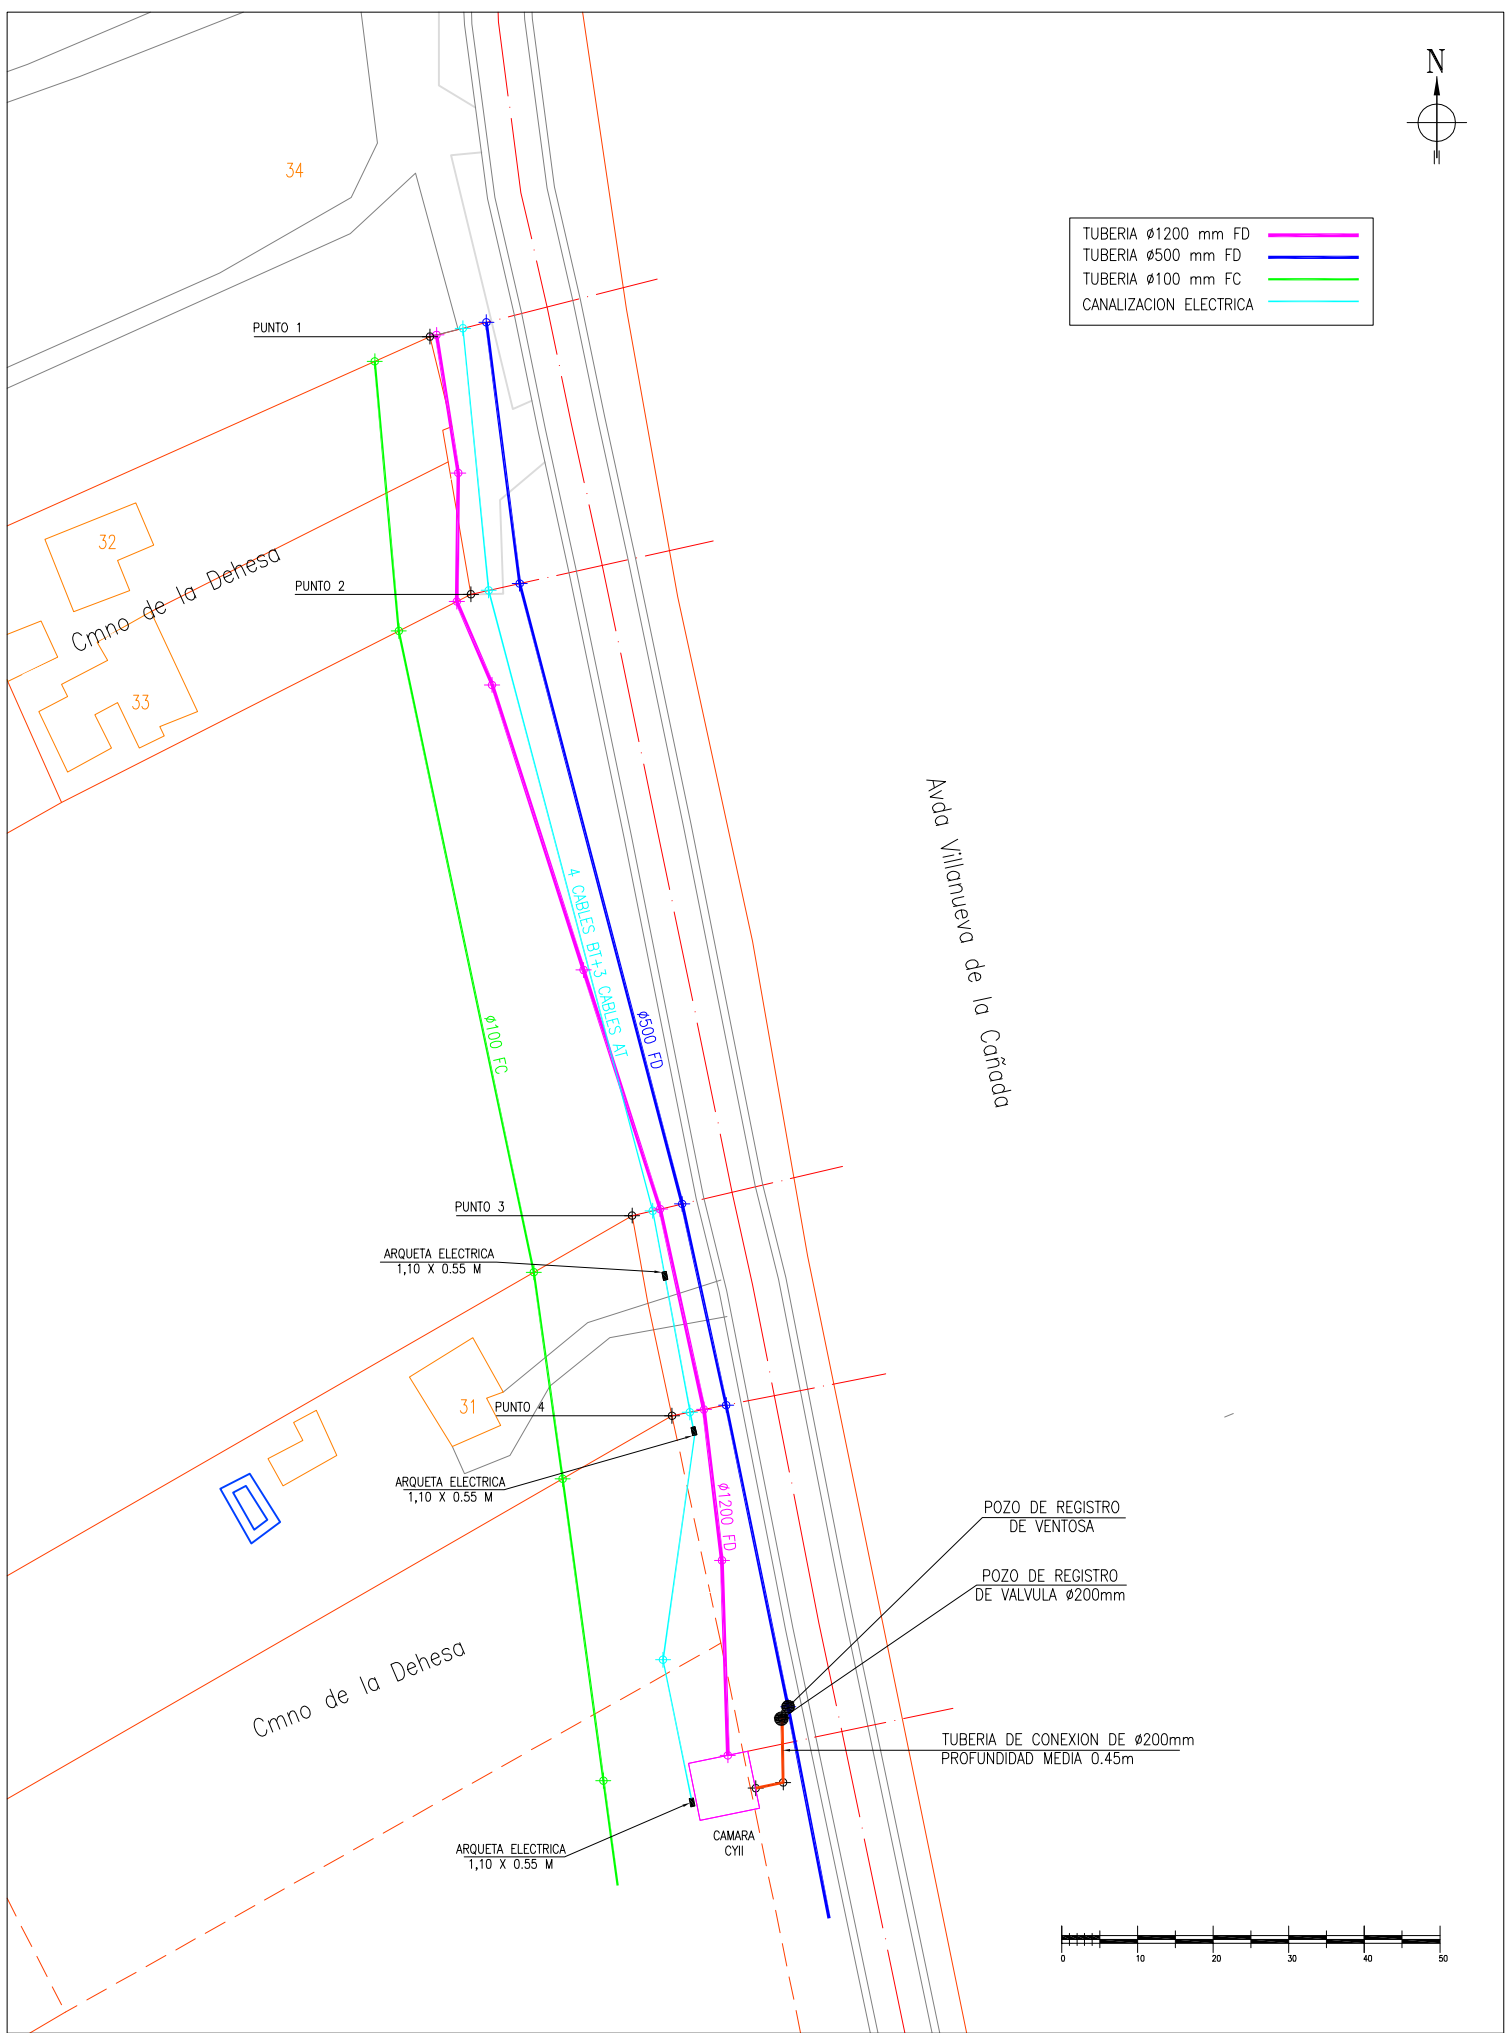 N
34
TUBERIA ø1200 mm FD
TUBERIA ø500 mm FD
TUBERIA ø100 mm FC
CANALIZACION ELECTRICA
PUNTO 1
32
Cmno de la Dehesa
PUNTO 2
33
Avda Villanueva de la Cañada
4 CABLES BT+3 CABLES AT
ø500 FD
ø100 FC
PUNTO 3
ARQUETA ELECTRICA
1,10 X 0.55 M
31
PUNTO 4
ARQUETA ELECTRICA
1,10 X 0.55 M
ø1200 FD
POZO DE REGISTRO
DE VENTOSA
POZO DE REGISTRO
DE VALVULA ø200mm
Cmno de la Dehesa
TUBERIA DE CONEXION DE ø200mm
PROFUNDIDAD MEDIA 0.45m
CAMARA
CYII
ARQUETA ELECTRICA
1,10 X 0.55 M
0 10 20 30 40 50